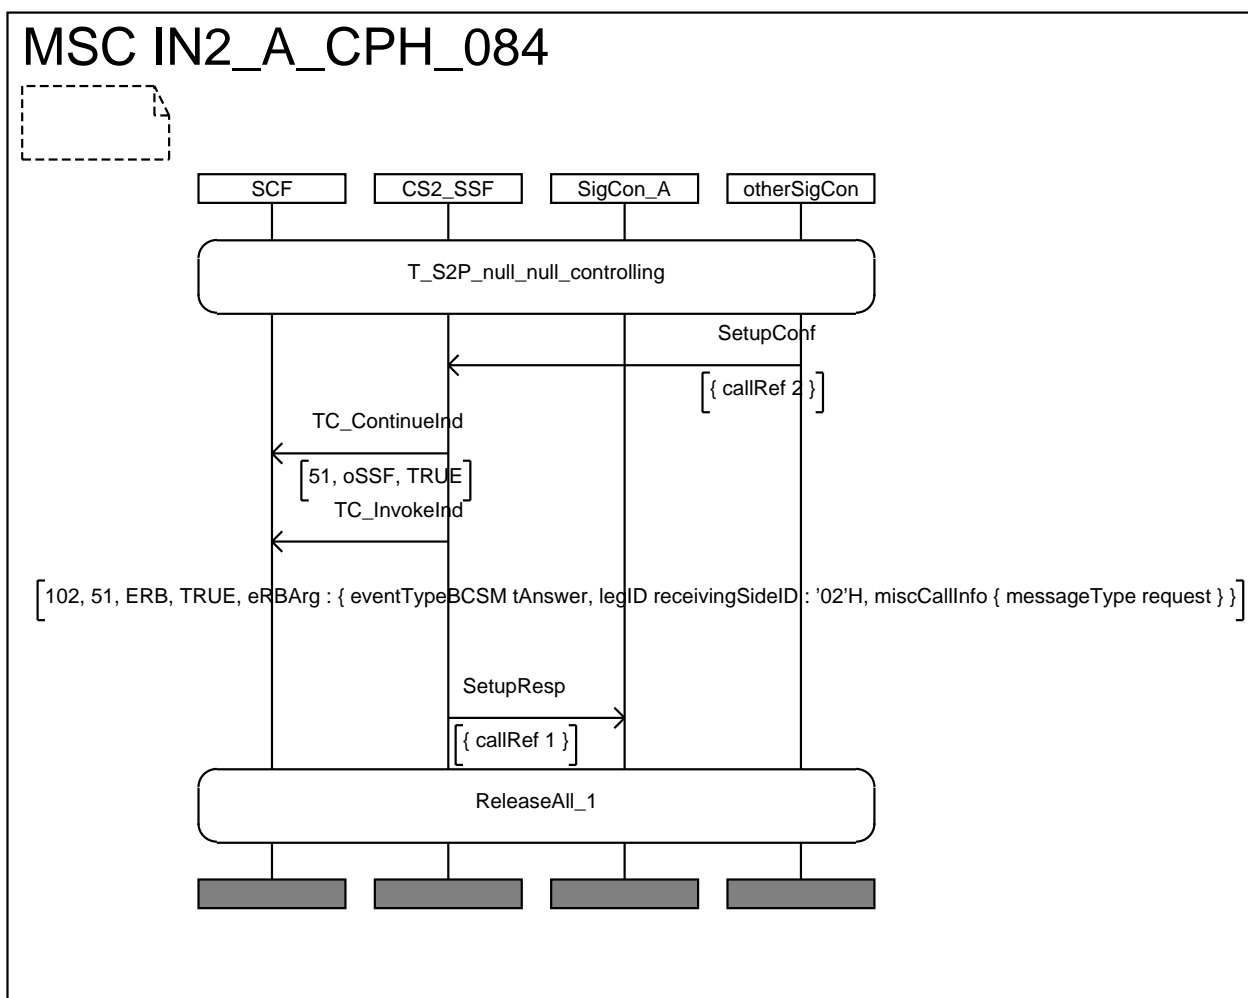 MSC IN2_A_CPH_084
SCF
CS2_SSF
SigCon_A
otherSigCon
T_S2P_null_null_controlling
SetupConf
{ callRef 2 }
TC_ContinueInd
51, oSSF, TRUE
TC_InvokeInd
102, 51, ERB, TRUE, eRBArg : { eventTypeBCSM tAnswer, legID receivingSideID : '02'H, miscCallInfo { messageType request } }
SetupResp
{ callRef 1 }
ReleaseAll_1